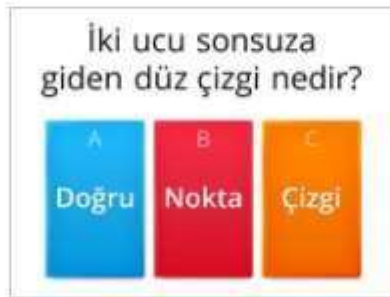 İki ucu sonsuza
giden düz çizgi nedir?
A B C
Doğru Nokta Çizgi